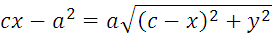 cx − a² = a√((c − x)² + y²)